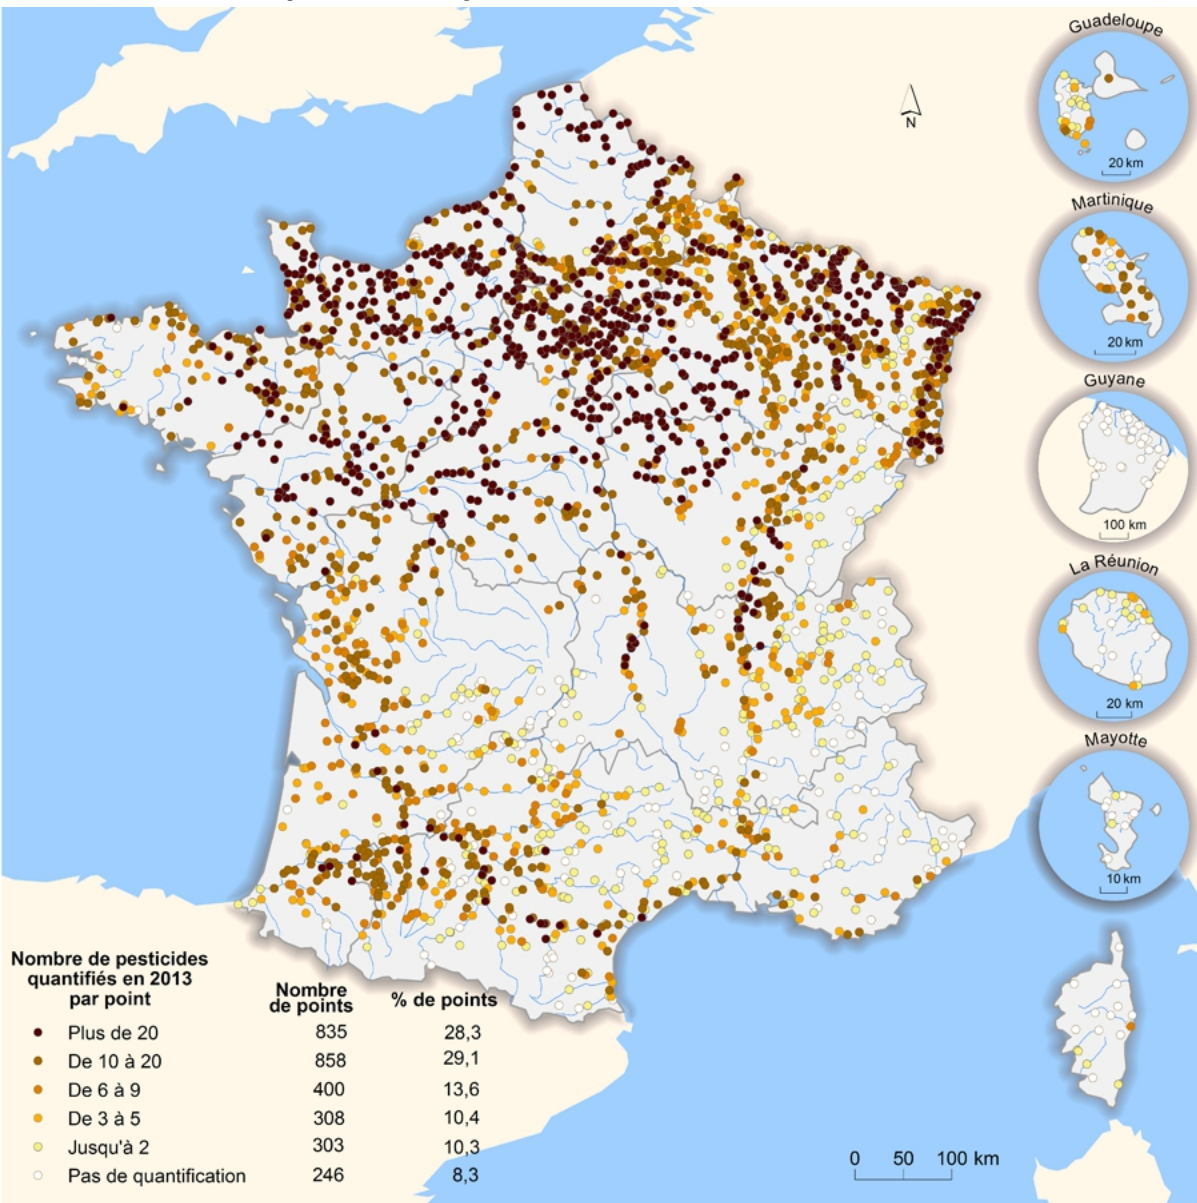 Guadeloupe
20 km
N
Martinique
20 km
Guyane
100 km
La Réunion
20 km
Mayotte
10 km
Nombre de pesticides
quantifiés en 2013
par point
Nombre
de points
% de points
Plus de 20 835 28,3
De 10 à 20 858 29,1
De 6 à 9 400 13,6
De 3 à 5 308 10,4
Jusqu'à 2 303 10,3
Pas de quantification 246 8,3
0 50 100 km